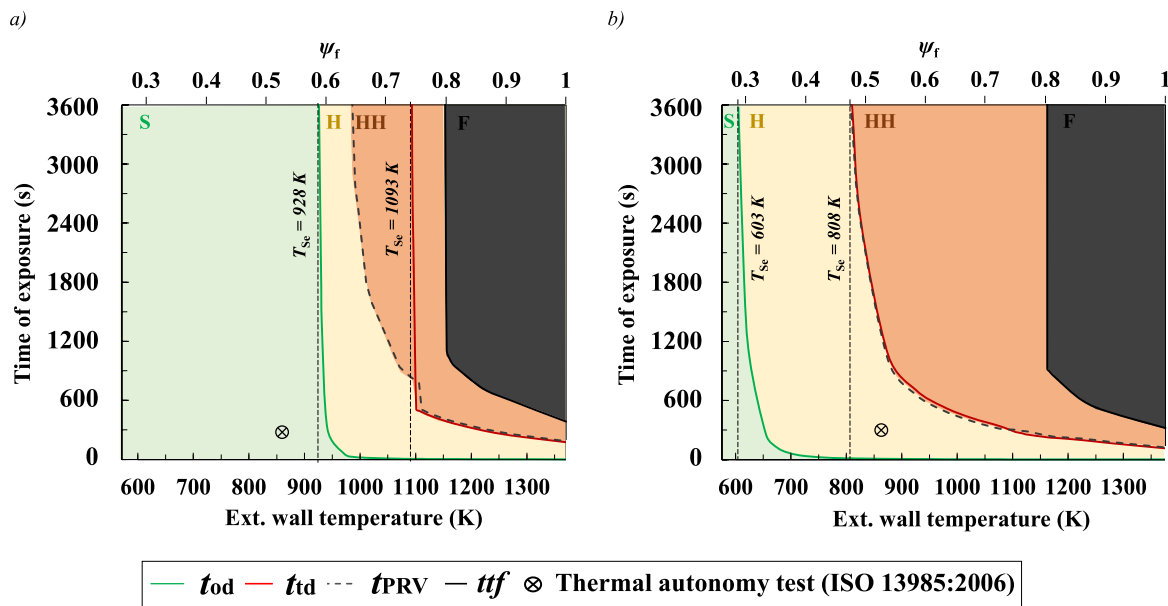 a)
ψf
0.3 0.4 0.5 0.6 0.7 0.8 0.9 1
3600
3000
2400
1800
1200
600
0
Time of exposure (s)
S
H
HH
F
TSe = 928 K
TSe = 1093 K
600 700 800 900 1000 1100 1200 1300
Ext. wall temperature (K)
b)
ψf
0.3 0.4 0.5 0.6 0.7 0.8 0.9 1
3600
3000
2400
1800
1200
600
0
Time of exposure (s)
S
H
HH
F
TSe = 603 K
TSe = 808 K
600 700 800 900 1000 1100 1200 1300
Ext. wall temperature (K)
tod ttd tPRV ttf ⊗ Thermal autonomy test (ISO 13985:2006)